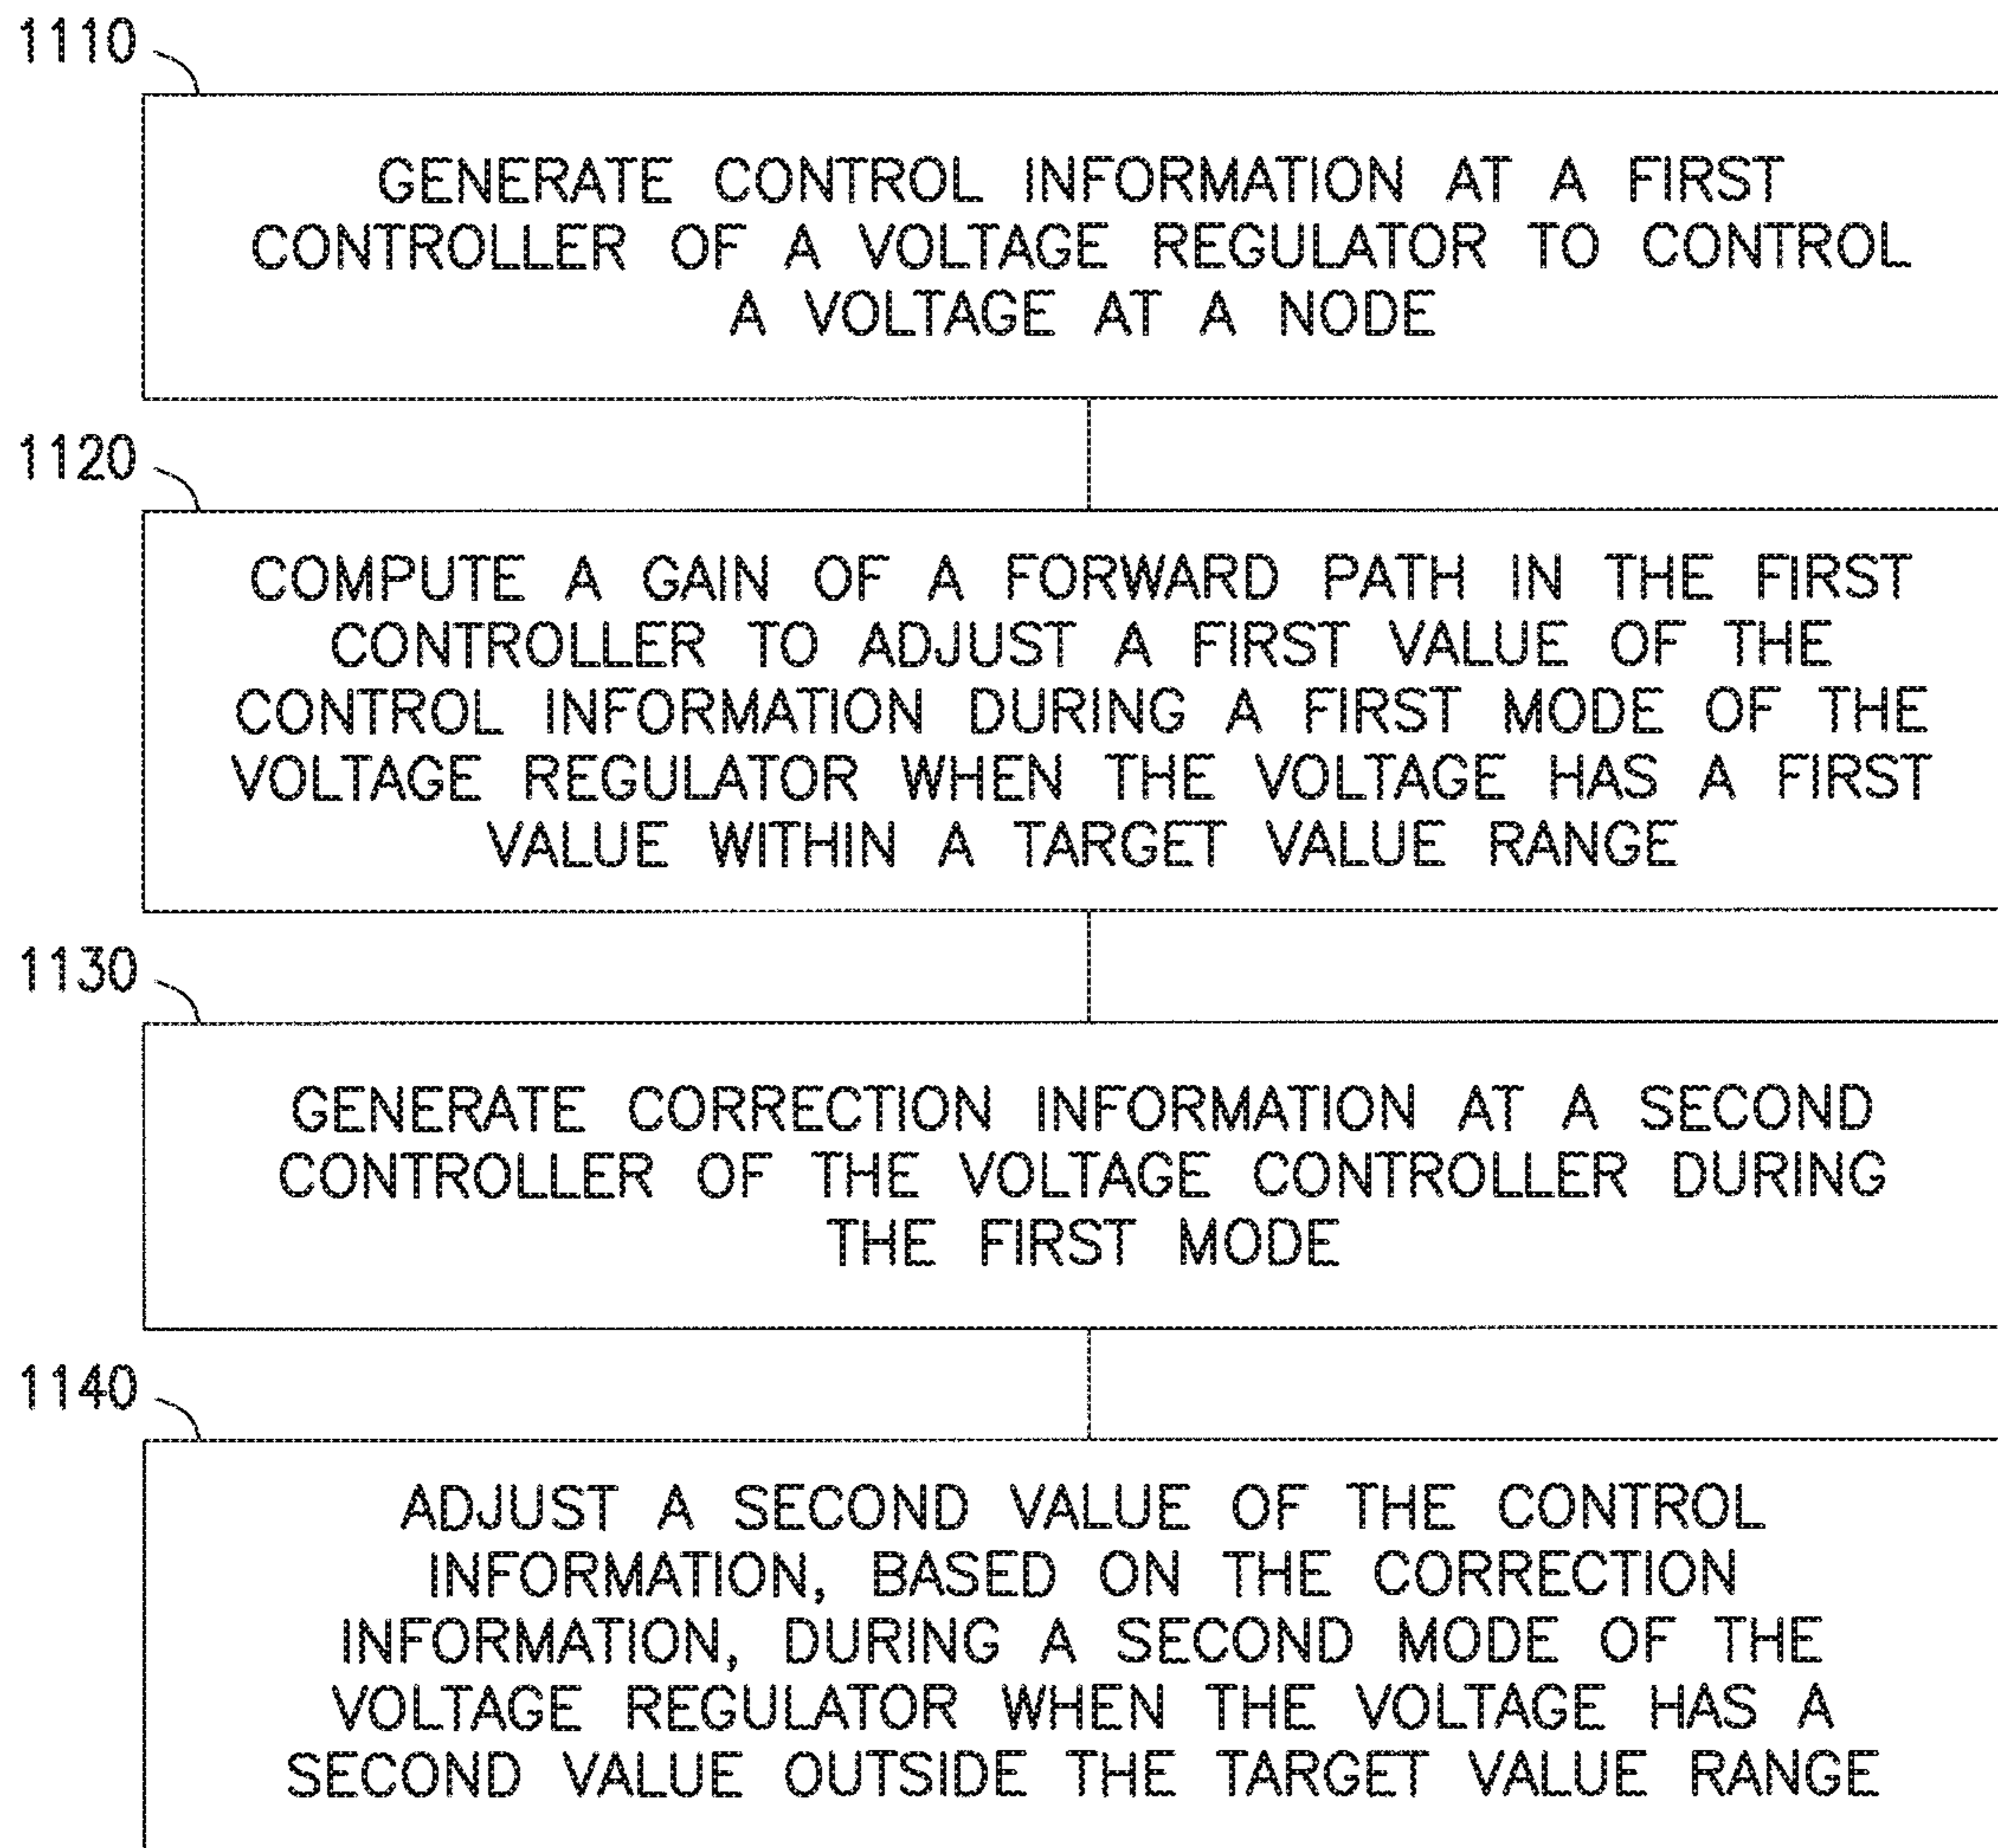 1110
GENERATE CONTROL INFORMATION AT A FIRST
CONTROLLER OF A VOLTAGE REGULATOR TO CONTROL
A VOLTAGE AT A NODE
1120
COMPUTE A GAIN OF A FORWARD PATH IN THE FIRST
CONTROLLER TO ADJUST A FIRST VALUE OF THE
CONTROL INFORMATION DURING A FIRST MODE OF THE
VOLTAGE REGULATOR WHEN THE VOLTAGE HAS A FIRST
VALUE WITHIN A TARGET VALUE RANGE
1130
GENERATE CORRECTION INFORMATION AT A SECOND
CONTROLLER OF THE VOLTAGE CONTROLLER DURING
THE FIRST MODE
1140
ADJUST A SECOND VALUE OF THE CONTROL
INFORMATION, BASED ON THE CORRECTION
INFORMATION, DURING A SECOND MODE OF THE
VOLTAGE REGULATOR WHEN THE VOLTAGE HAS A
SECOND VALUE OUTSIDE THE TARGET VALUE RANGE